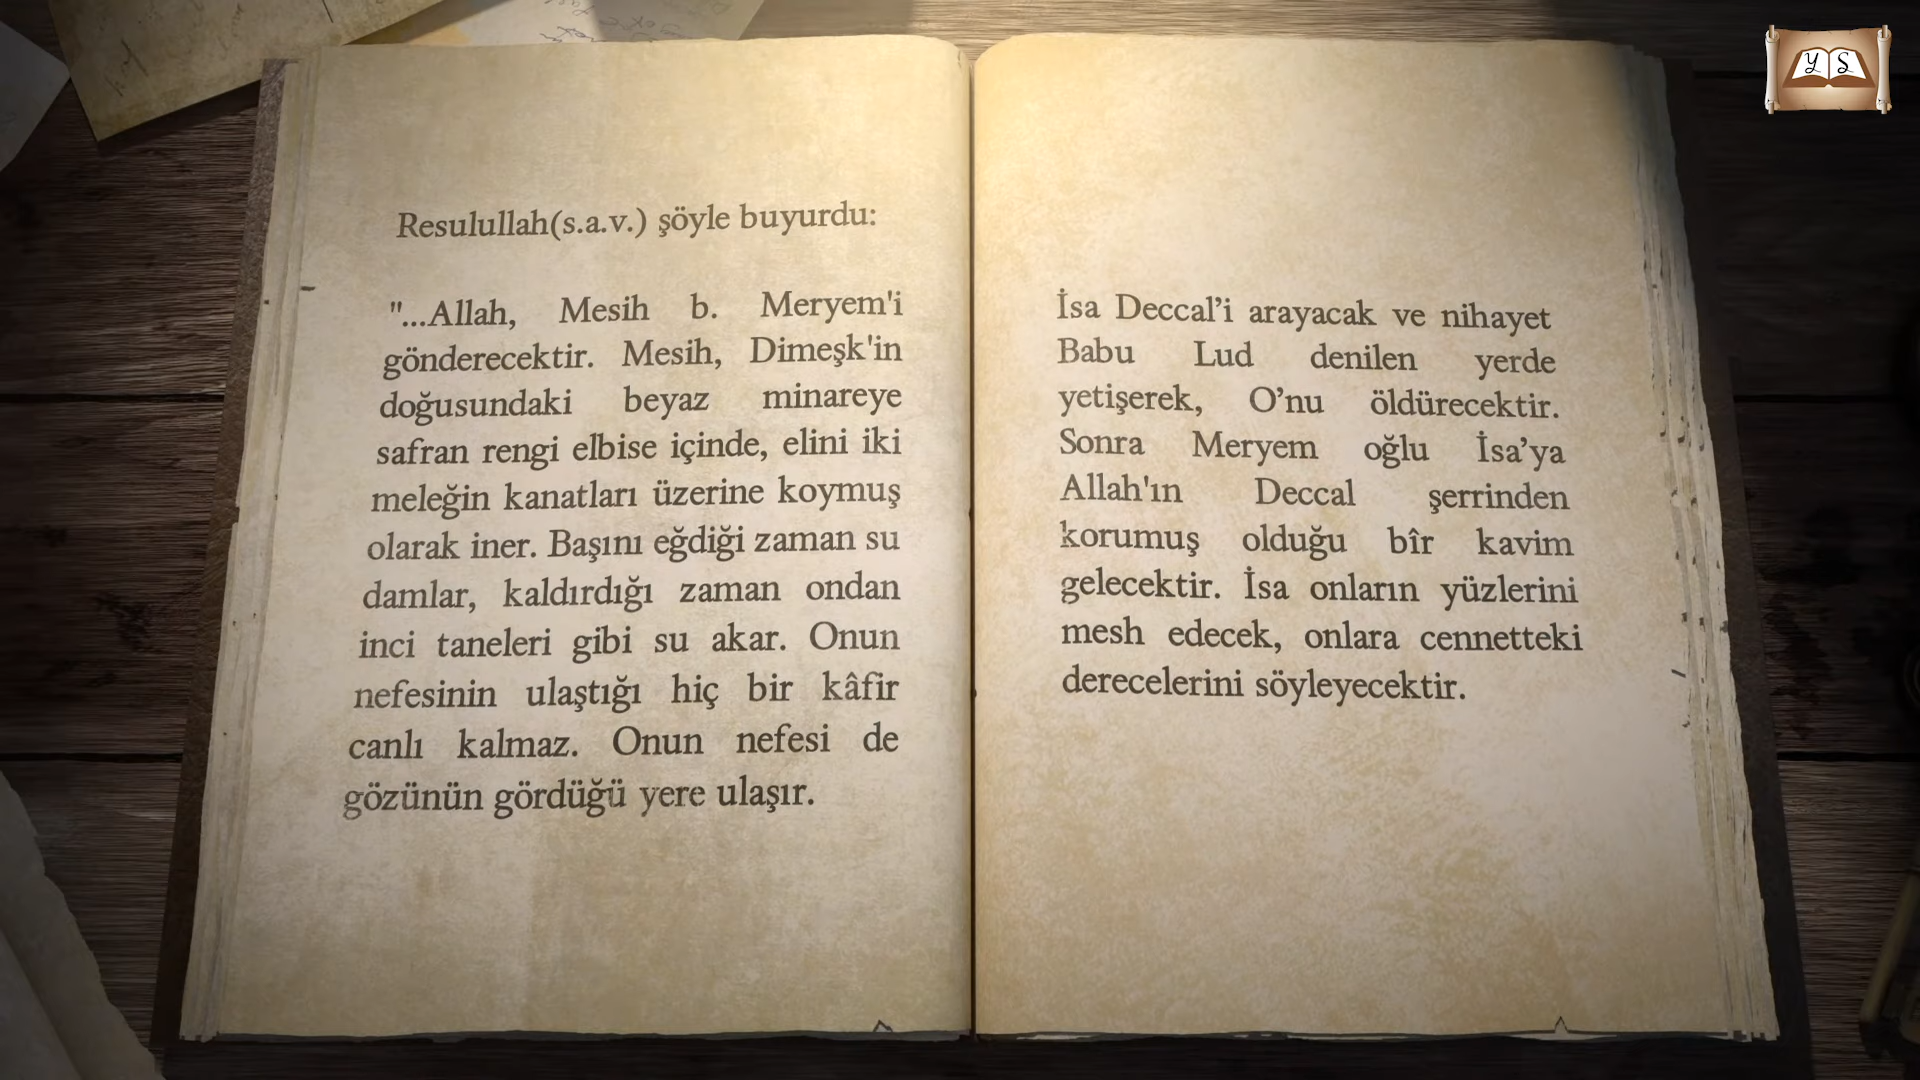 Resulullah(s.a.v.) şöyle buyurdu:
"...Allah, Mesih b. Meryem'i
gönderecektir. Mesih, Dimeşk'in
doğusundaki beyaz minareye
safran rengi elbise içinde, elini iki
meleğin kanatları üzerine koymuş
olarak iner. Başını eğdiği zaman su
damlar, kaldırdığı zaman ondan
inci taneleri gibi su akar. Onun
nefesinin ulaştığı hiç bir kâfir
canlı kalmaz. Onun nefesi de
gözünün gördüğü yere ulaşır.
İsa Deccal’i arayacak ve nihayet
Babu Lud denilen yerde
yetişerek, O’nu öldürecektir.
Sonra Meryem oğlu İsa’ya
Allah'ın Deccal şerrinden
korumuş olduğu bîr kavim
gelecektir. İsa onların yüzlerini
mesh edecek, onlara cennetteki
derecelerini söyleyecektir.
Y S